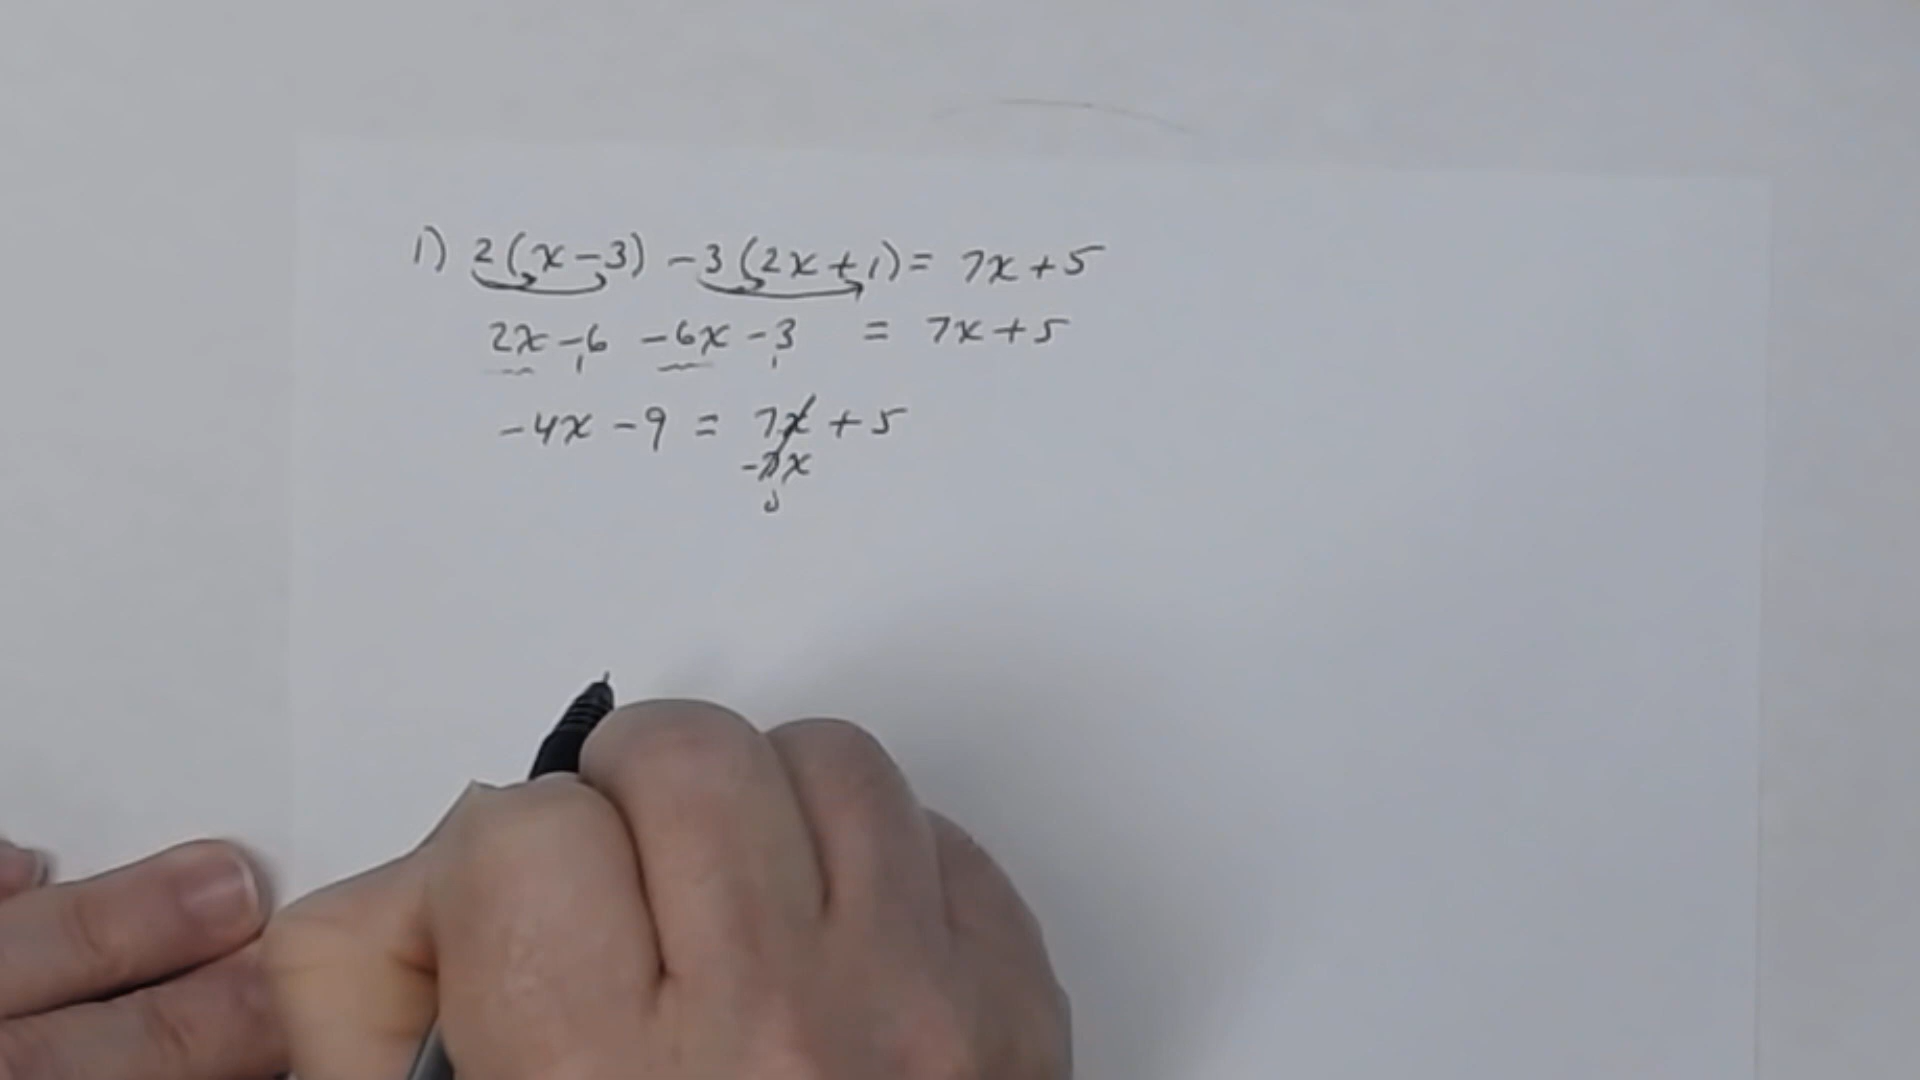 1) 2(x-3) -3(2x+1) = 7x+5
2x -6 -6x -3 = 7x+5
-4x -9 = 7x +5
-7x
0